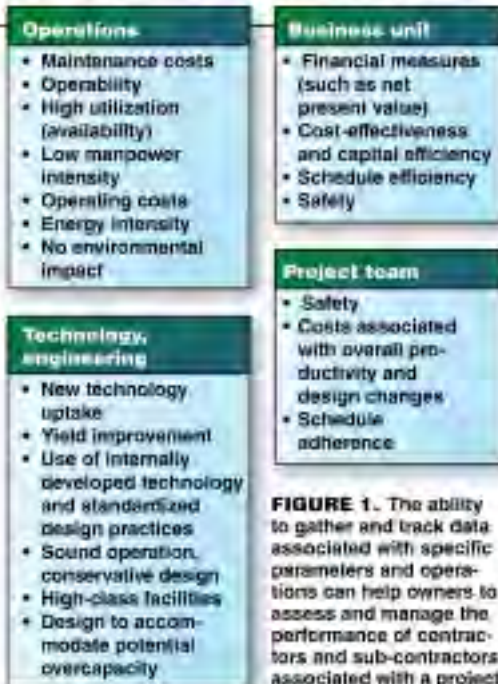 Operations
• Maintenance costs
• Operability
• High utilization
(availability)
• Low manpower
intensity
• Operating costs
• Energy intensity
• No environmental
impact
Technology,
engineering
• New technology
uptake
• Yield improvement
• Use of internally
developed technology
and standardized
design practices
• Sound operation,
conservative design
• High-class facilities
• Design to accom-
modate potential
overcapacity
Business unit
• Financial measures
(such as net
present value)
• Cost-effectiveness
and capital efficiency
• Schedule efficiency
• Safety
Project team
• Safety
• Costs associated
with overall pro-
ductivity and
design changes
• Schedule
adherence
FIGURE 1. The ability
to gather and track data
associated with specific
parameters and opera-
tions can help owners to
assess and manage the
performance of contrac-
tors and sub-contractors
associated with a project